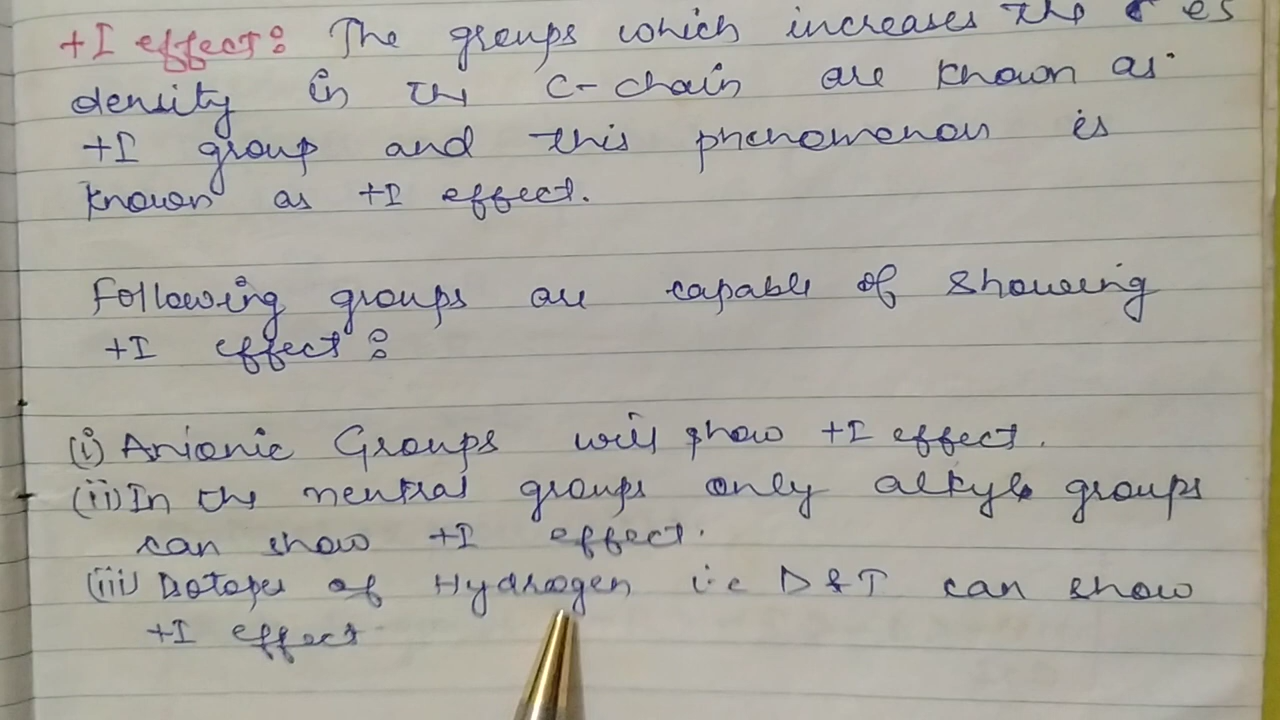 +I effect: The groups which increases the es
density in the C-chain are known as
+I group and this phenomenon is
known as +I effect.
Following groups are capable of showing
+I effect:
(i) Anionic Groups will show +I effect.
(ii) In the neutral groups only alkyl groups
can show +I effect.
(iii) Isotopes of Hydrogen i.e D & T can show
+I effect